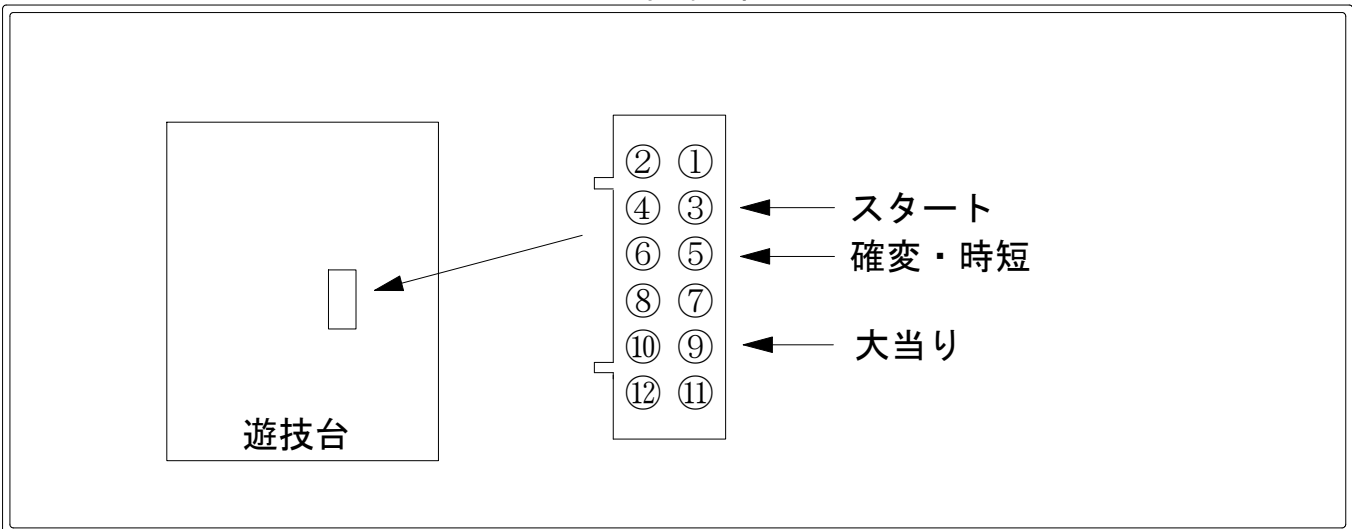 ② ①
④ ③ スタート
⑥ ⑤ 確変・時短
⑧ ⑦
⑩ ⑨ 大当り
⑫ ⑪
遊技台